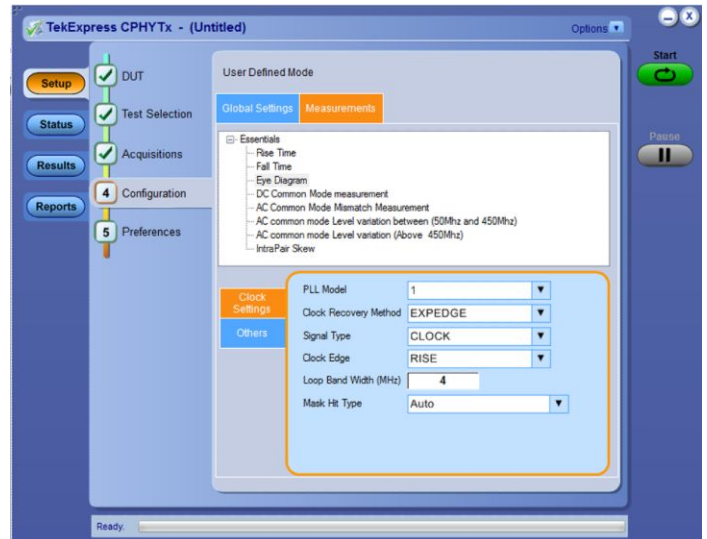 TekExpress CPHYTx - (Untitled)
Options
Start
Setup
Status
Results
Reports
DUT
Test Selection
Acquisitions
4 Configuration
5 Preferences
User Defined Mode
Global Settings Measurements
Essentials
Rise Time
Fall Time
Eye Diagram
DC Common Mode measurement
AC Common Mode Mismatch Measurement
AC common mode Level variation between (50Mhz and 450Mhz)
AC common mode Level variation (Above 450Mhz)
IntraPair Skew
Clock Settings
Others
PLL Model 1
Clock Recovery Method EXPEDGE
Signal Type CLOCK
Clock Edge RISE
Loop Band Width (MHz) 4
Mask Hit Type Auto
Pause
Ready.